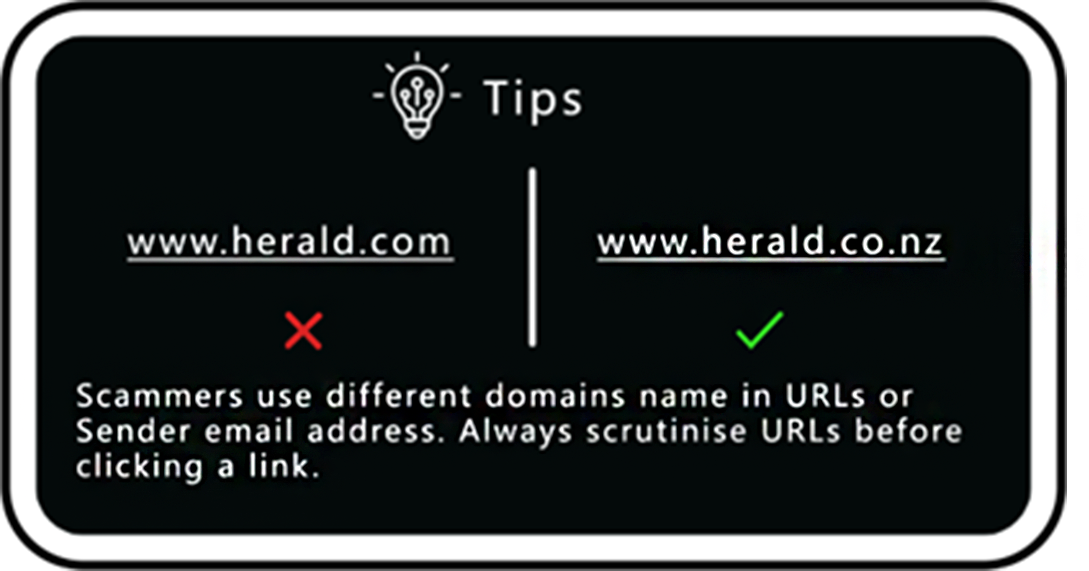 Tips
www.herald.com
www.herald.co.nz
Scammers use different domains name in URLs or
Sender email address. Always scrutinise URLs before
clicking a link.